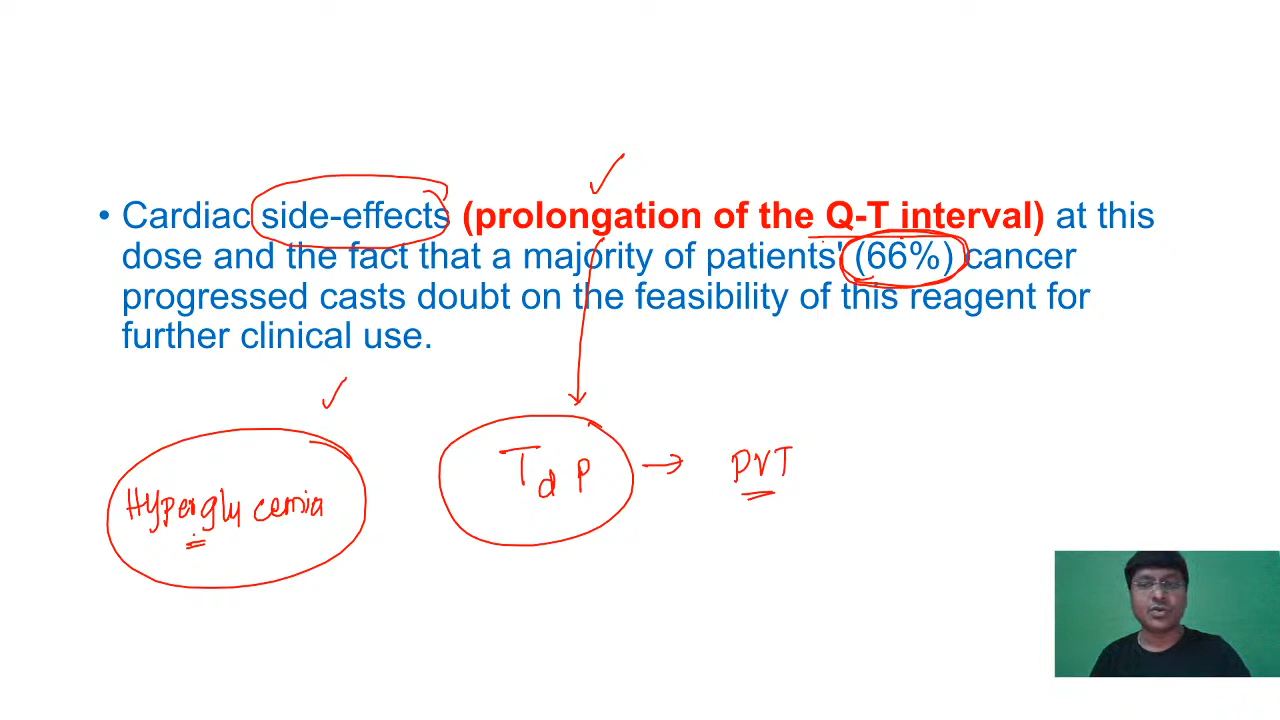 • Cardiac side-effects (prolongation of the Q-T interval) at this
dose and the fact that a majority of patients' (66%) cancer
progressed casts doubt on the feasibility of this reagent for
further clinical use.
Hyperglycemia
TdP → PVT